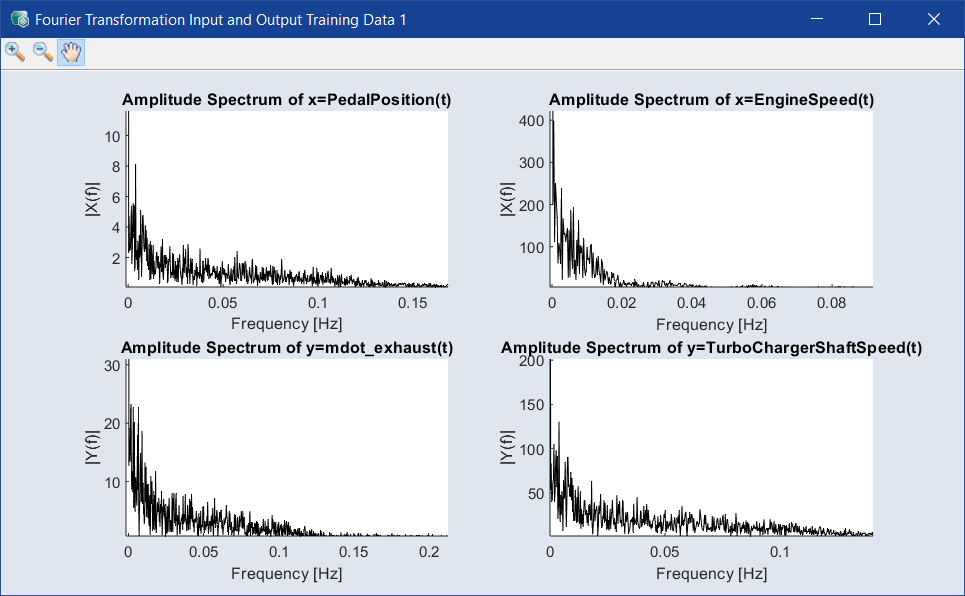 Fourier Transformation Input and Output Training Data 1
Amplitude Spectrum of x=PedalPosition(t)
|X(f)|
10
8
6
4
2
0 0.05 0.1 0.15
Frequency [Hz]
Amplitude Spectrum of x=EngineSpeed(t)
|X(f)|
400
300
200
100
0 0.02 0.04 0.06 0.08
Frequency [Hz]
Amplitude Spectrum of y=mdot_exhaust(t)
|Y(f)|
30
20
10
0 0.05 0.1 0.15 0.2
Frequency [Hz]
Amplitude Spectrum of y=TurboChargerShaftSpeed(t)
|Y(f)|
200
150
100
50
0 0.05 0.1
Frequency [Hz]